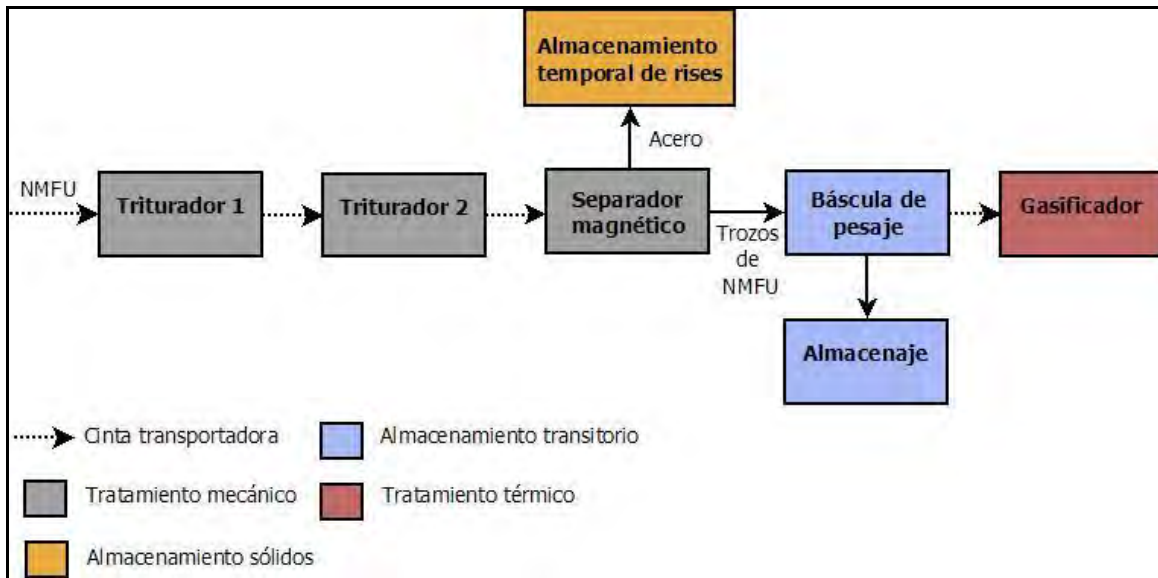 Almacenamiento
temporal de rises
Acero
NMFU
Triturador 1
Triturador 2
Separador
magnético
Trozos
de
NMFU
Báscula de
pesaje
Gasificador
Almacenaje
Cinta transportadora
Almacenamiento transitorio
Tratamiento mecánico
Tratamiento térmico
Almacenamiento sólidos